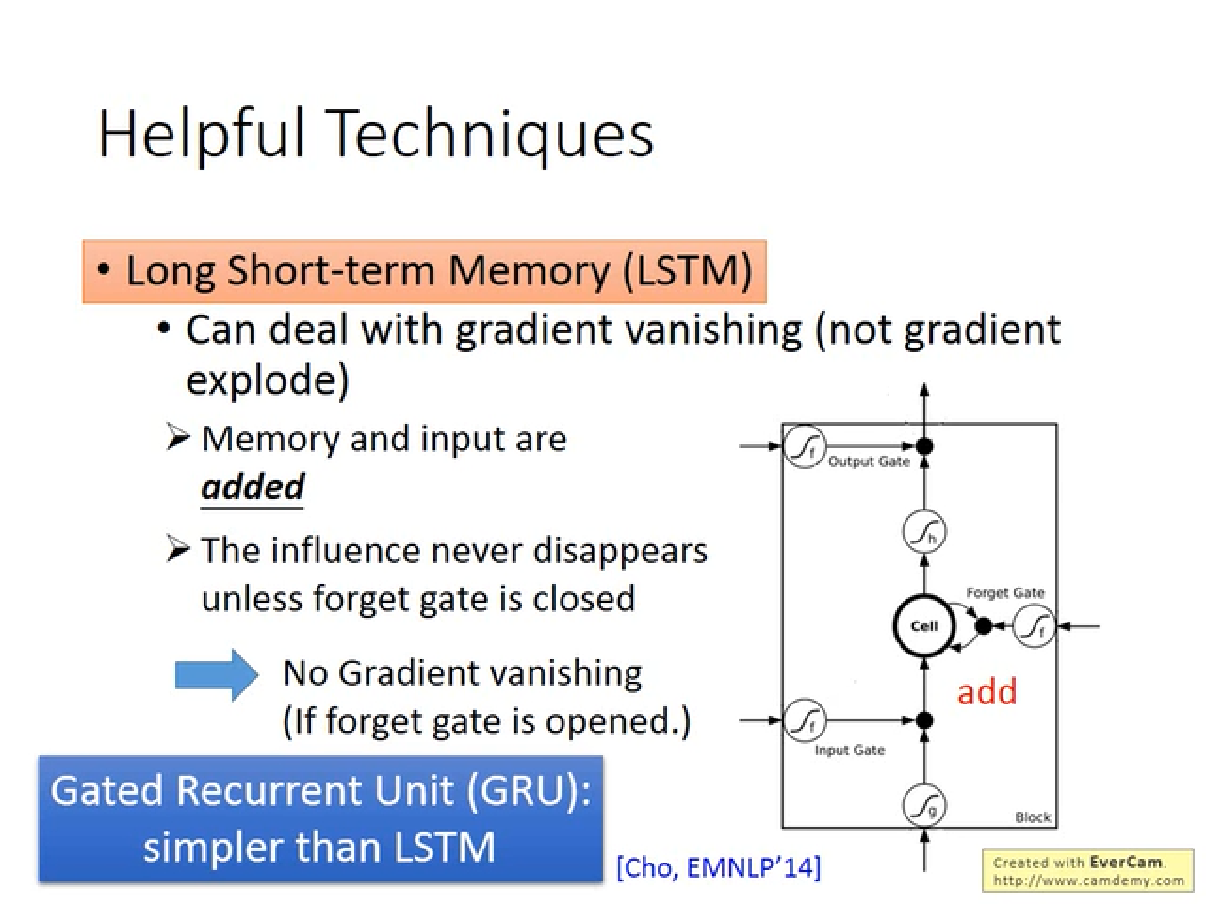 Helpful Techniques
• Long Short-term Memory (LSTM)
• Can deal with gradient vanishing (not gradient
explode)
➢ Memory and input are
added
➢ The influence never disappears
unless forget gate is closed
No Gradient vanishing
(If forget gate is opened.)
Gated Recurrent Unit (GRU):
simpler than LSTM
[Cho, EMNLP’14]
f
Output Gate
h
Forget Gate
Cell
f
add
f
Input Gate
g
Block
Created with EverCam.
http://www.camdemy.com